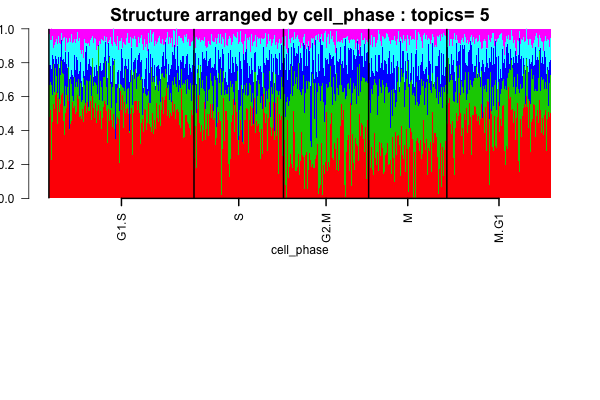 Structure arranged by cell_phase : topics= 5
1.0
0.8
0.6
0.4
0.2
0.0
G1.S
S
G2.M
M
M.G1
cell_phase